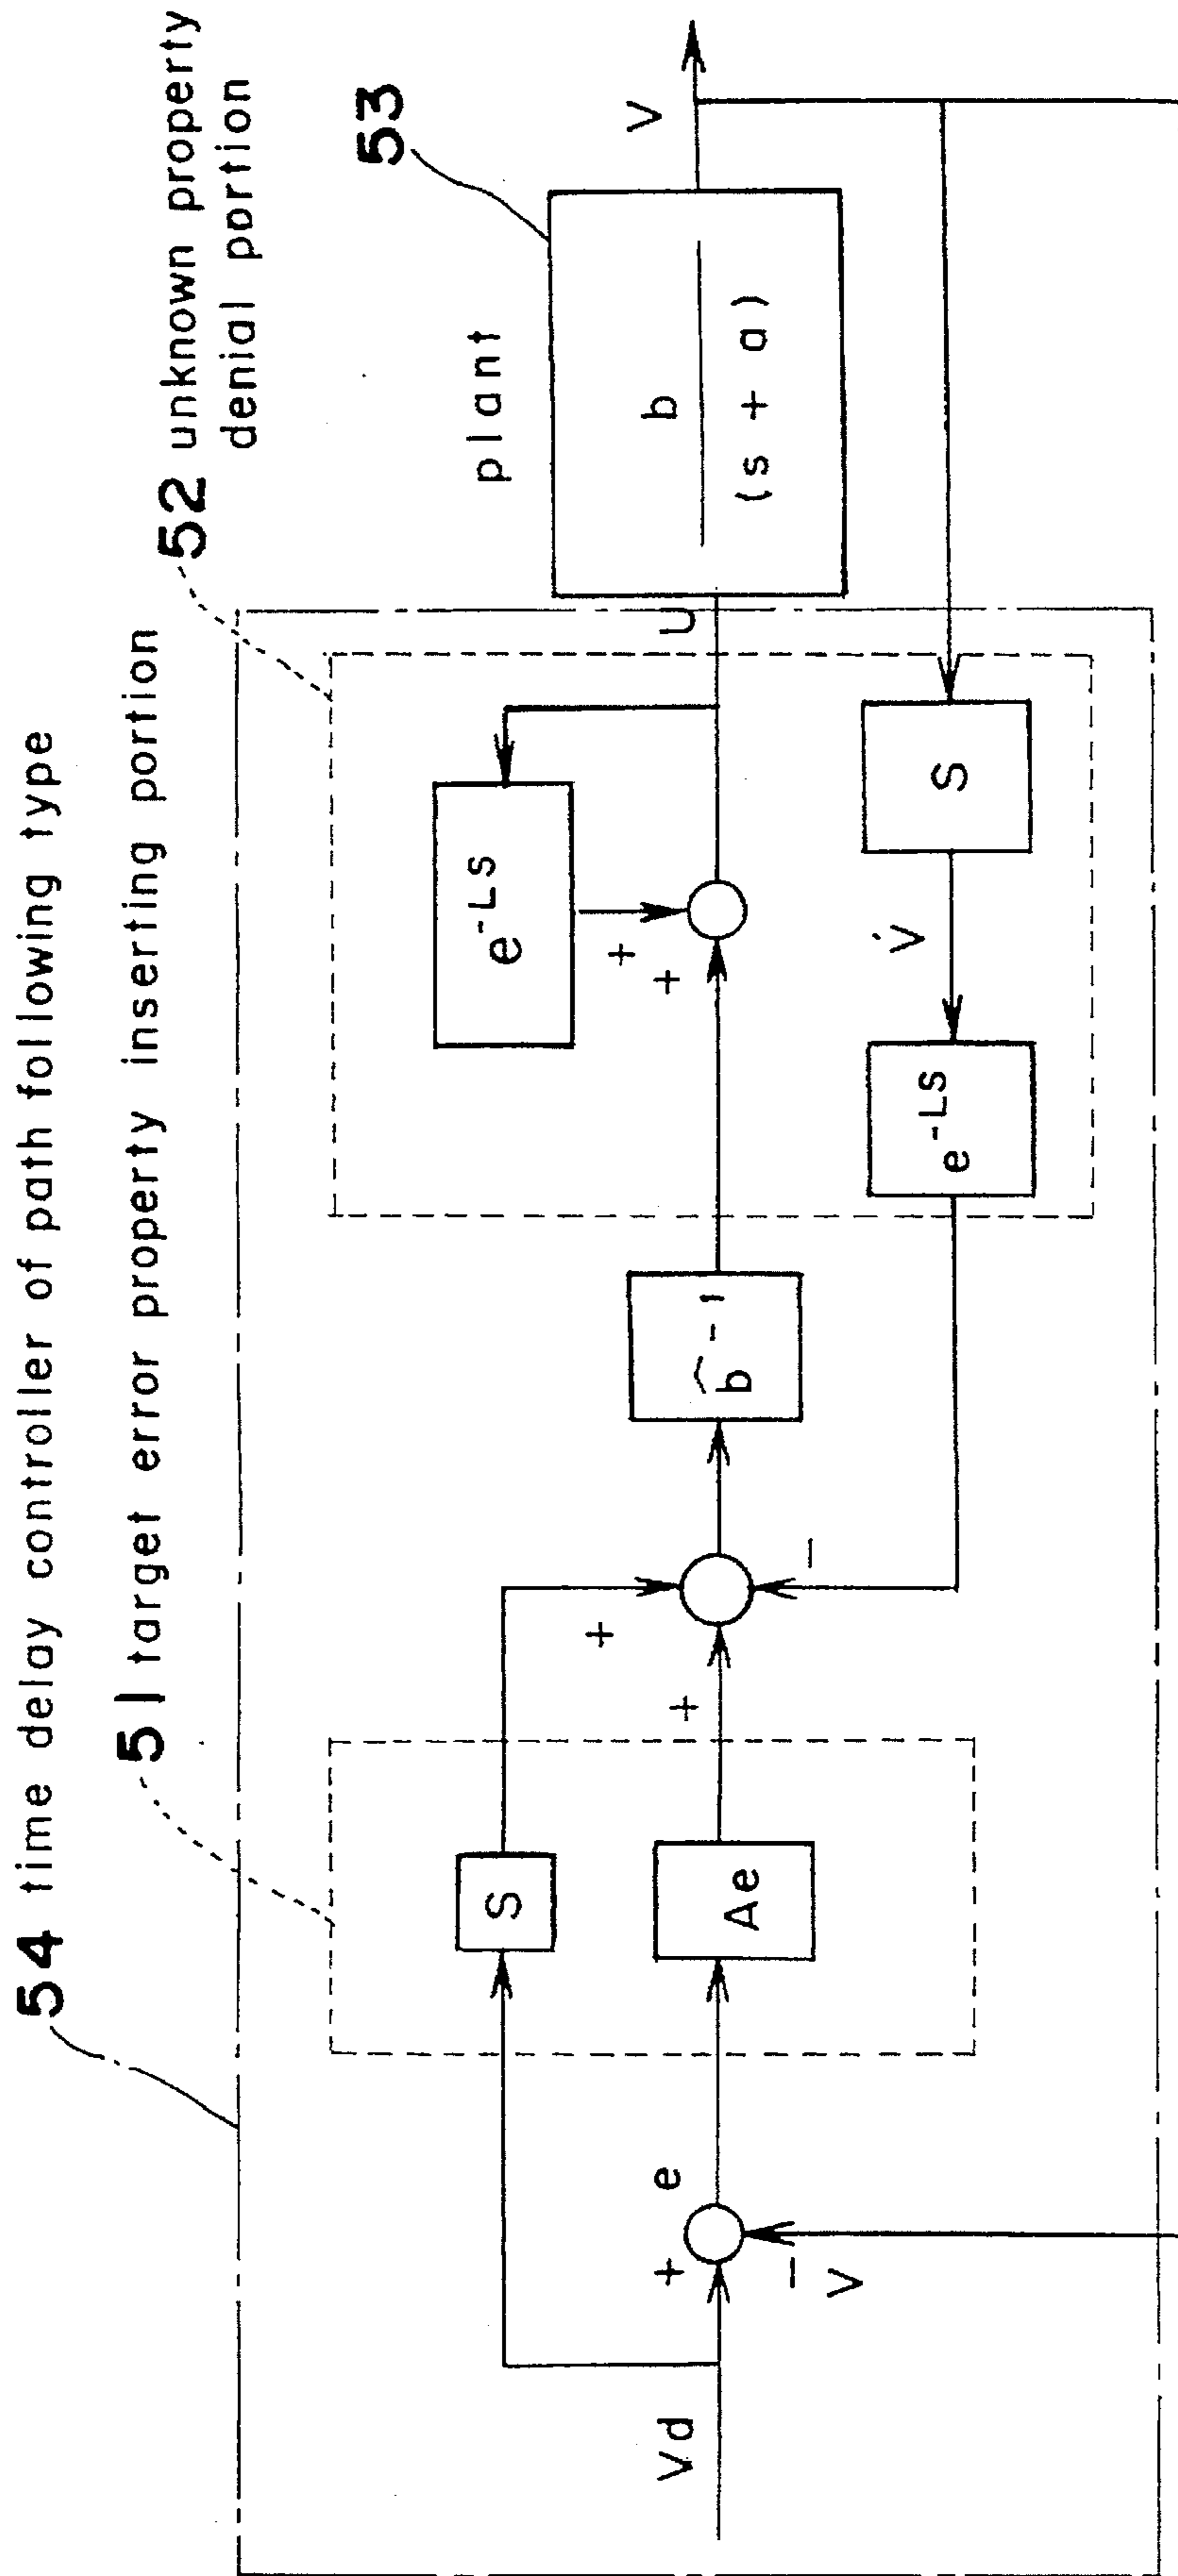 54 time delay controller of path following type
51 target error property inserting portion
52 unknown property
denial portion
53
plant
Vd
+
-
V
e
S
Ae
+
+
-
b̂⁻¹
+
+
e⁻ᴸˢ
e⁻ᴸˢ
V̇
S
U
b
(s + a)
V